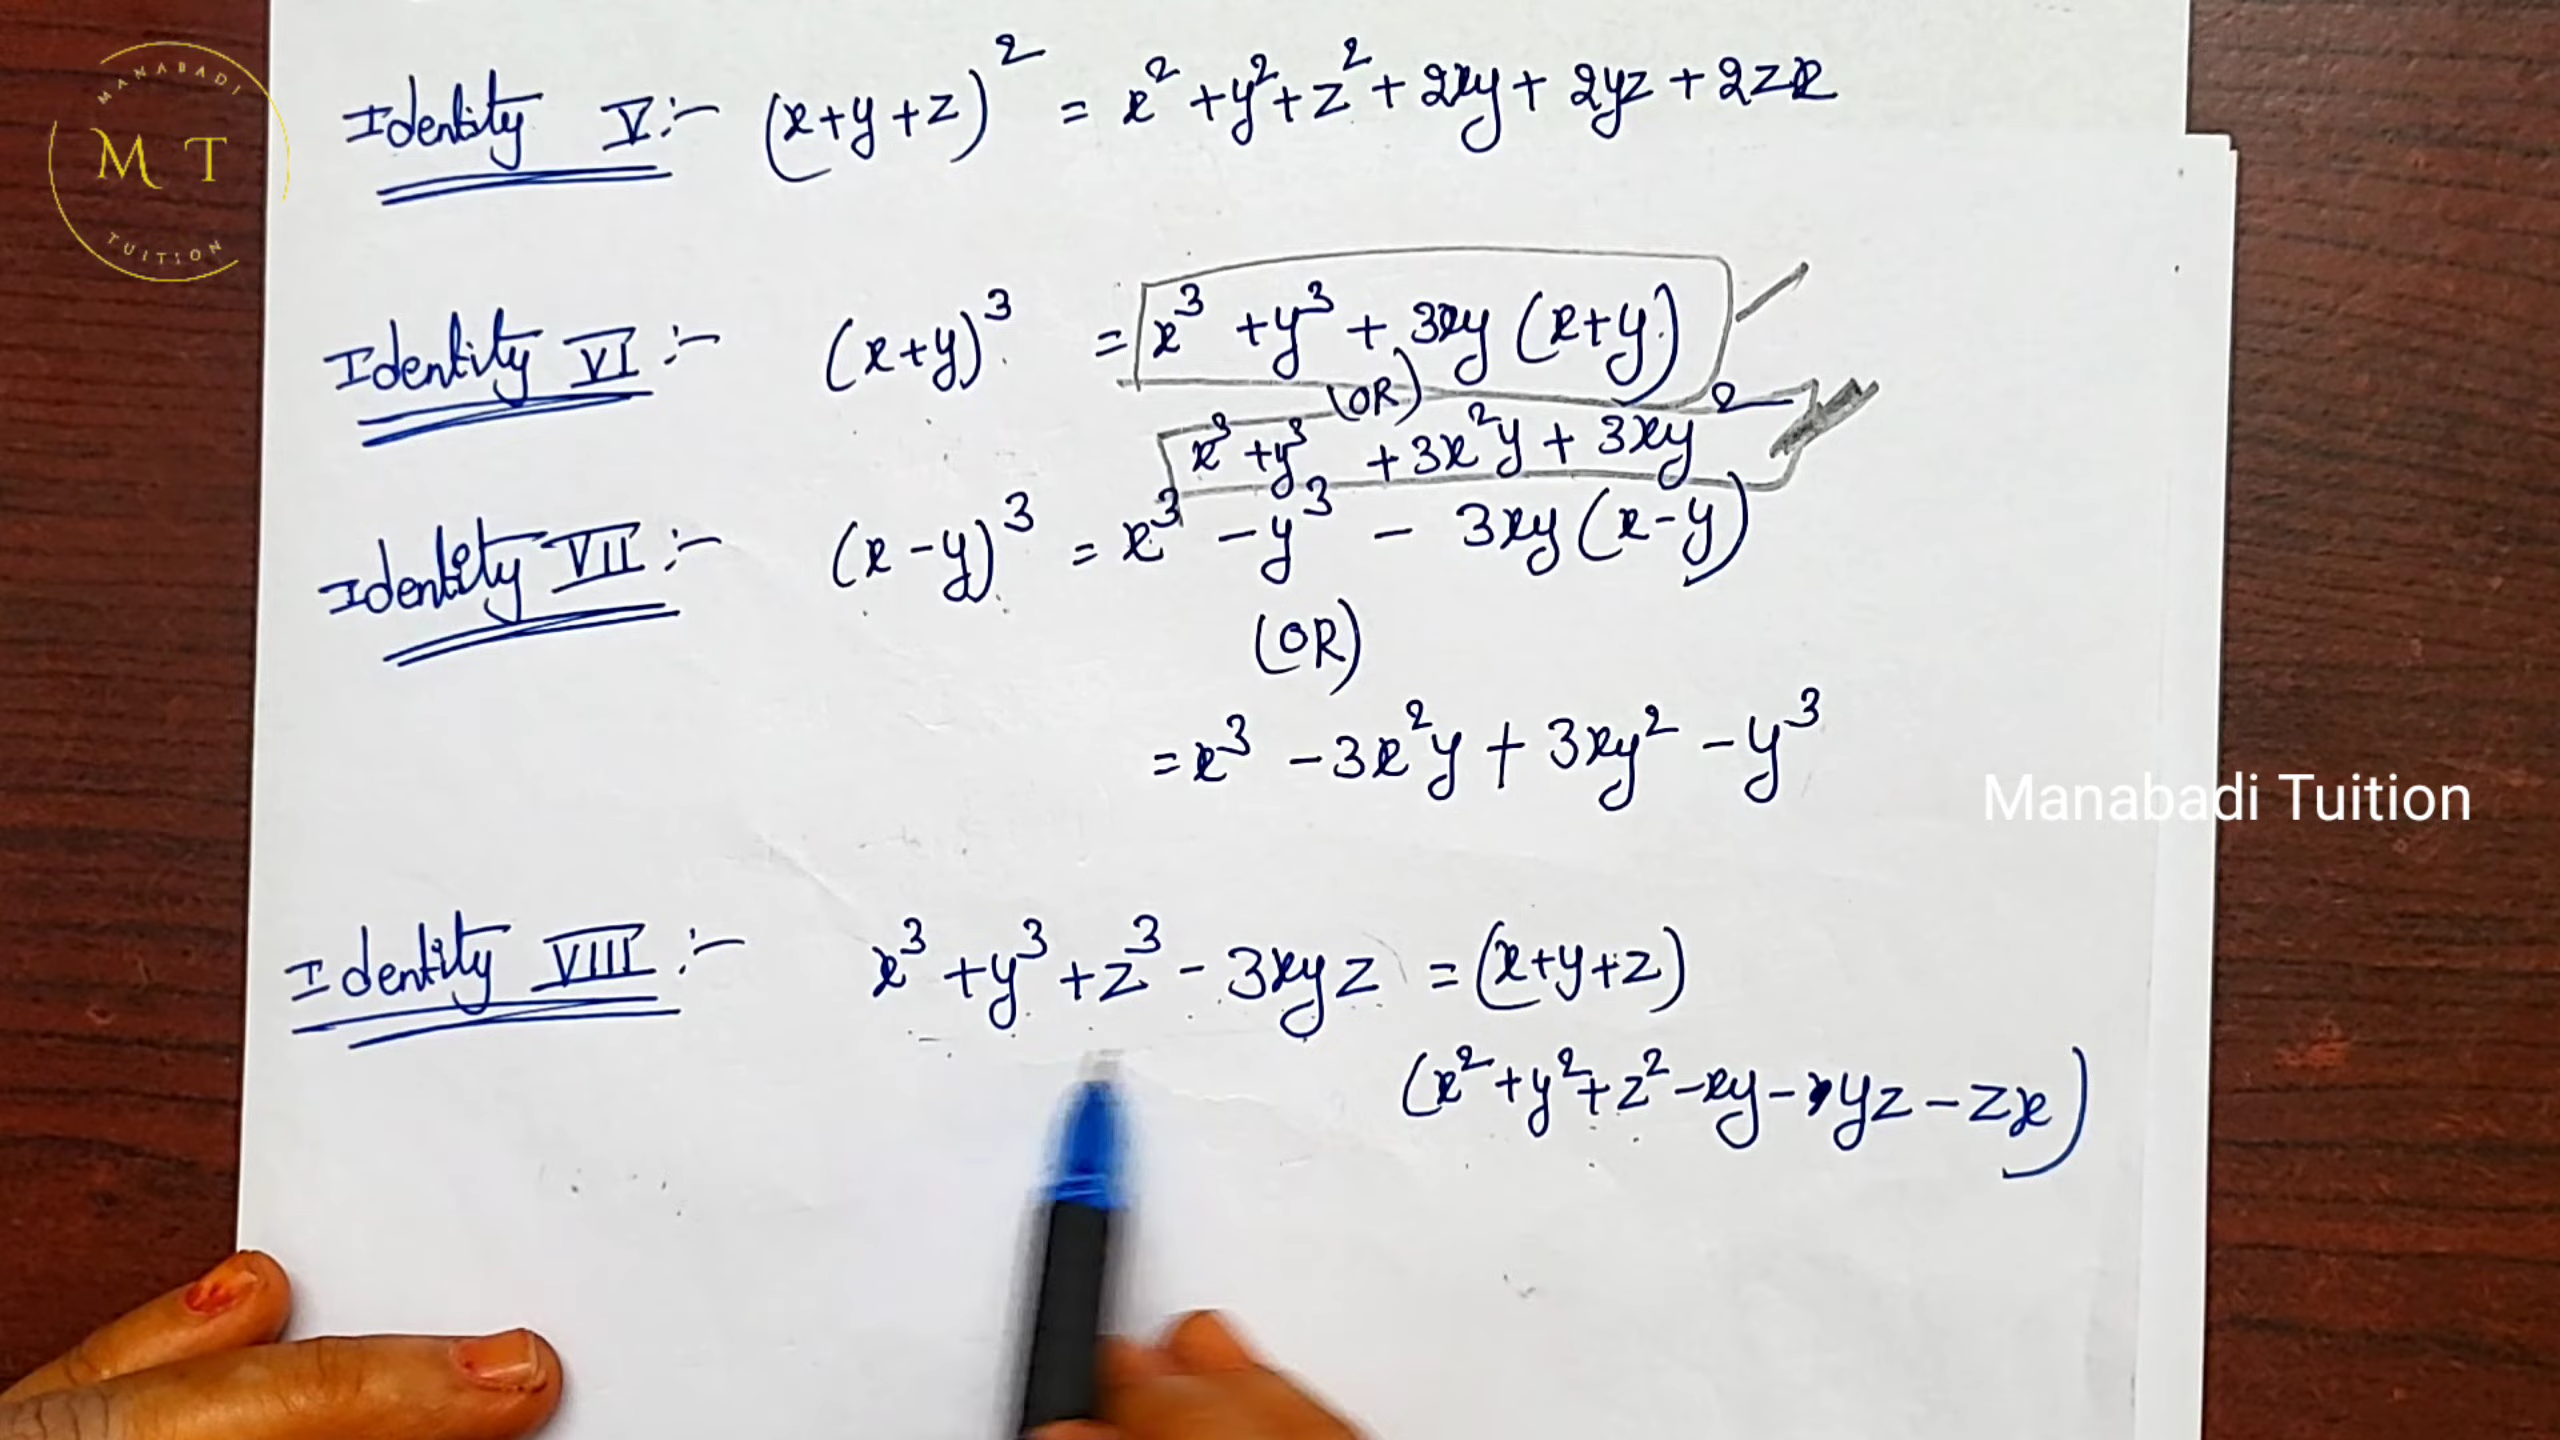 MANABADI
MT
TUITION
Identity V:- (x+y+z)² = x²+y²+z²+2xy+2yz+2zx
Identity VI:- (x+y)³ = x³+y³+3xy(x+y)
(OR)
x³+y³+3x²y+3xy²
Identity VII:- (x-y)³ = x³-y³-3xy(x-y)
(OR)
=x³-3x²y+3xy²-y³
Manabadi Tuition
Identity VIII:- x³+y³+z³-3xyz = (x+y+z)
(x²+y²+z²-xy-yz-zx)